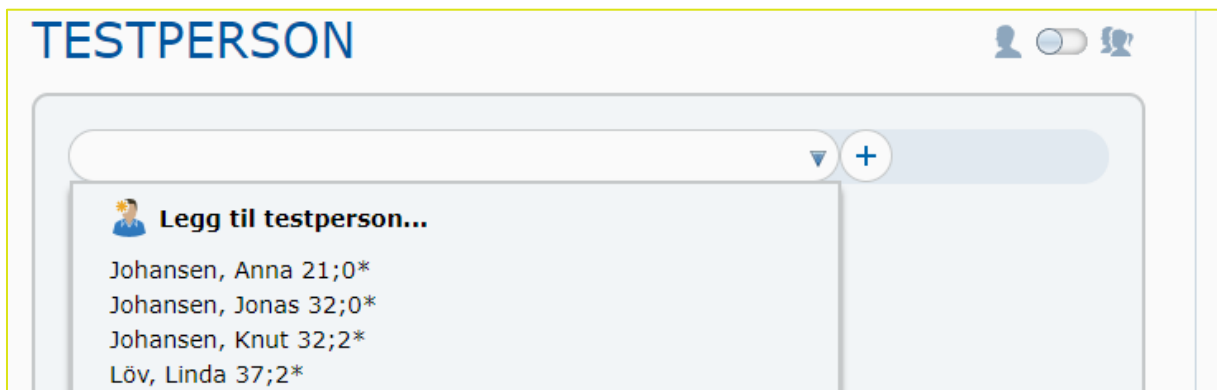 TESTPERSON
+
Legg til testperson...
Johansen, Anna 21;0*
Johansen, Jonas 32;0*
Johansen, Knut 32;2*
Löv, Linda 37;2*